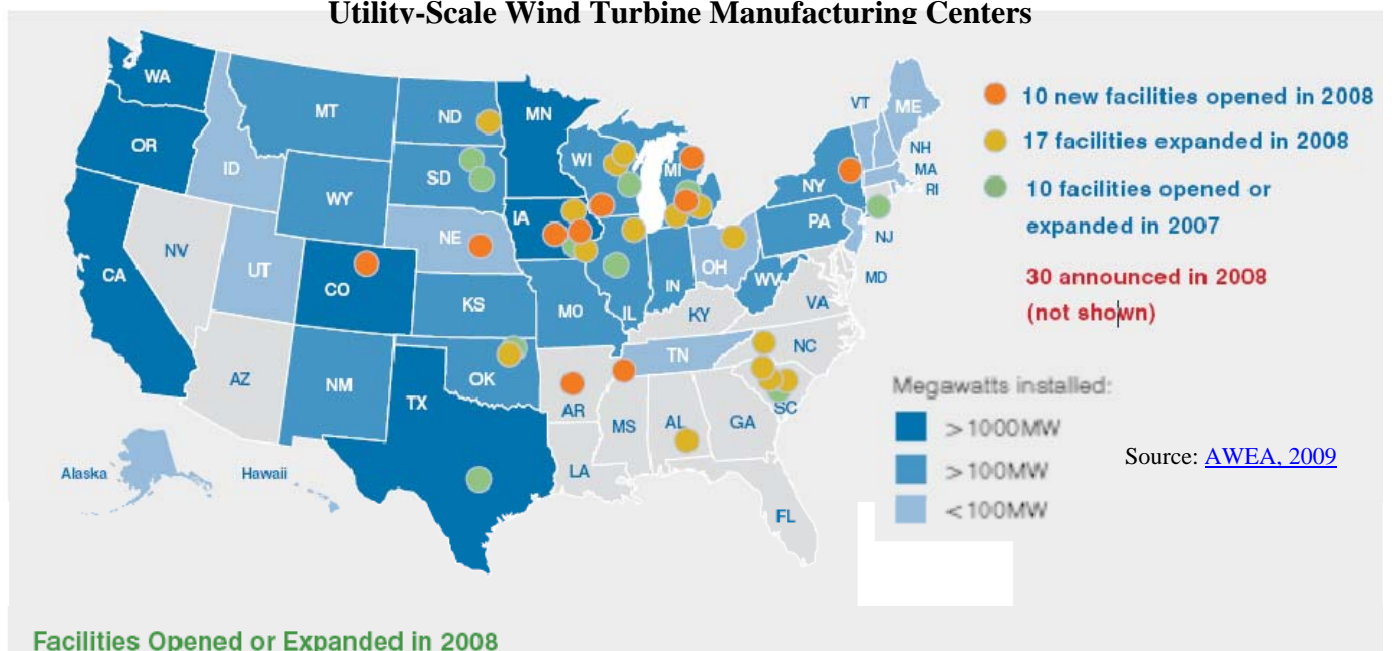 Utility-Scale Wind Turbine Manufacturing Centers
WA
MT
ND
MN
VT
ME
10 new facilities opened in 2008
OR
ID
WI
MI
NH
17 facilities expanded in 2008
SD
NY
MA
RI
10 facilities opened or
expanded in 2007
WY
IA
NE
PA
NJ
NV
UT
OH
CA
CO
IL
IN
WV
MD
30 announced in 2008
(not shown)
KS
MO
KY
VA
AZ
NM
OK
TN
NC
TX
AR
SC
Megawatts installed:
MS
AL
GA
>1000MW
Alaska
Hawaii
LA
>100MW
Source: AWEA, 2009
FL
<100MW
Facilities Opened or Expanded in 2008